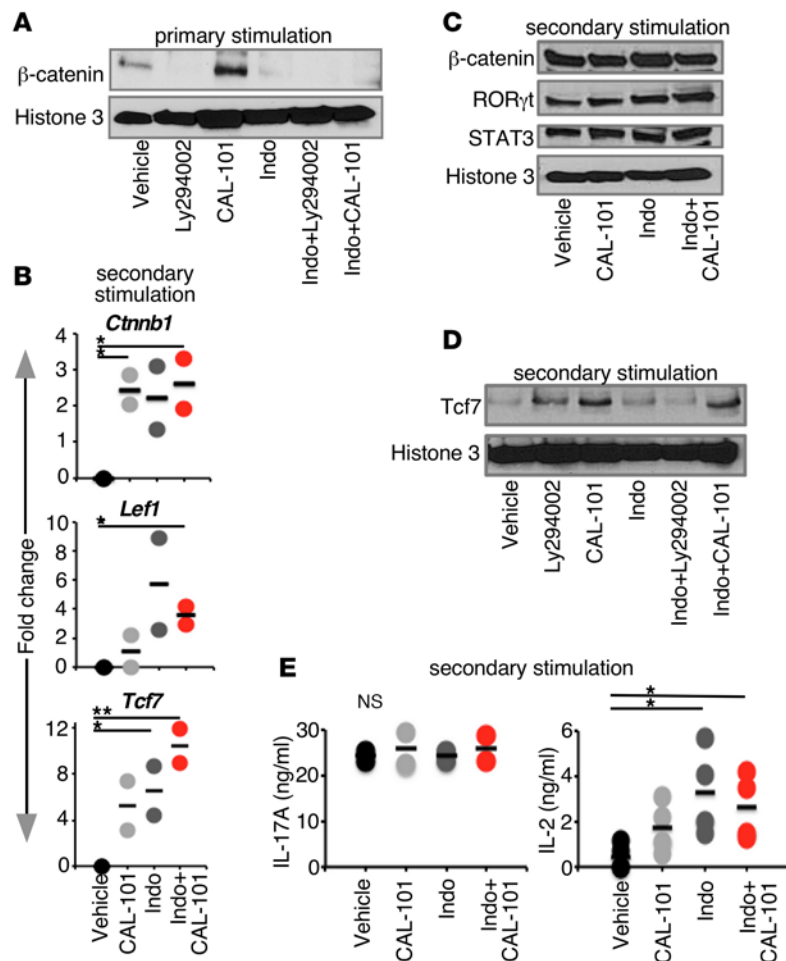 A
primary stimulation
β-catenin
Histone 3
Vehicle
Ly294002
CAL-101
Indo
Indo+Ly294002
Indo+CAL-101
B
secondary
stimulation
Fold change
Ctnnb1
*
*
4
3
2
1
0
Lef1
*
10
8
6
4
2
0
Tcf7
**
*
12
8
4
0
Vehicle
CAL-101
Indo
Indo+
CAL-101
C
secondary stimulation
β-catenin
RORγt
STAT3
Histone 3
Vehicle
CAL-101
Indo
Indo+
CAL-101
D
secondary stimulation
Tcf7
Histone 3
Vehicle
Ly294002
CAL-101
Indo
Indo+Ly294002
Indo+CAL-101
E
secondary stimulation
NS
IL-17A (ng/ml)
30
20
10
0
Vehicle
CAL-101
Indo
Indo+
CAL-101
*
*
IL-2 (ng/ml)
6
4
2
0
Vehicle
CAL-101
Indo
Indo+
CAL-101